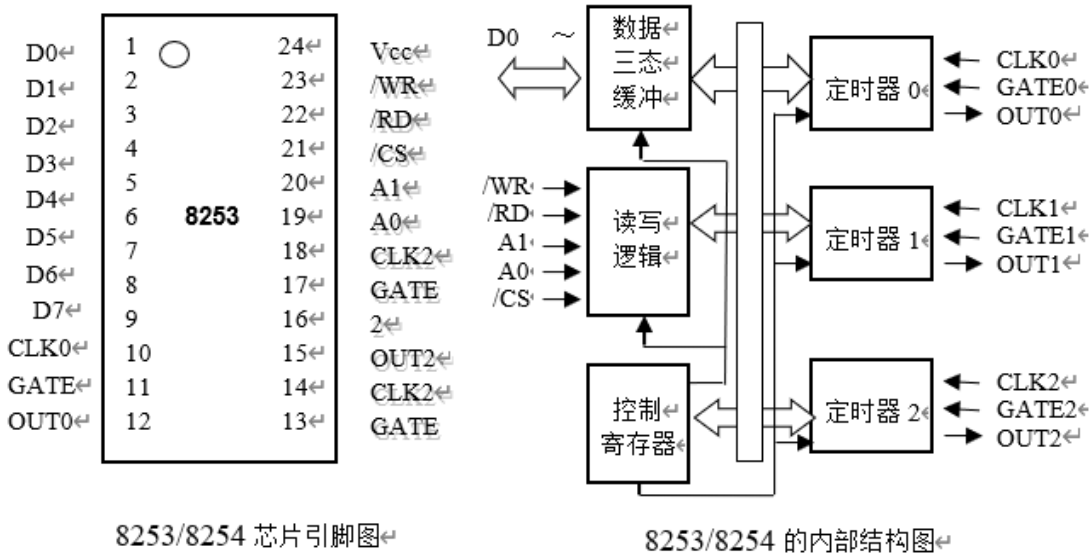 D0↵
D1↵
D2↵
D3↵
D4↵
D5↵
D6↵
D7↵
CLK0↵
GATE↵
OUT0↵
1
2
3
4
5
6
7
8
9
10
11
12
8253
24↵
23↵
22↵
21↵
20↵
19↵
18↵
17↵
16↵
15↵
14↵
13↵
Vcc↵
/WR↵
/RD↵
/CS↵
A1↵
A0↵
CLK2↵
GATE
2↵
OUT2↵
CLK2↵
GATE
8253/8254 芯片引脚图↵
D0 ~
数据↵
三态↵
缓冲↵
/WR
/RD
A1
A0
/CS
读写↵
逻辑↵
控制↵
寄存器↵
定时器 0↵
CLK0↵
GATE0↵
OUT0↵
定时器 1↵
CLK1↵
GATE1↵
OUT1↵
定时器 2↵
CLK2↵
GATE2↵
OUT2↵
8253/8254 的内部结构图↵